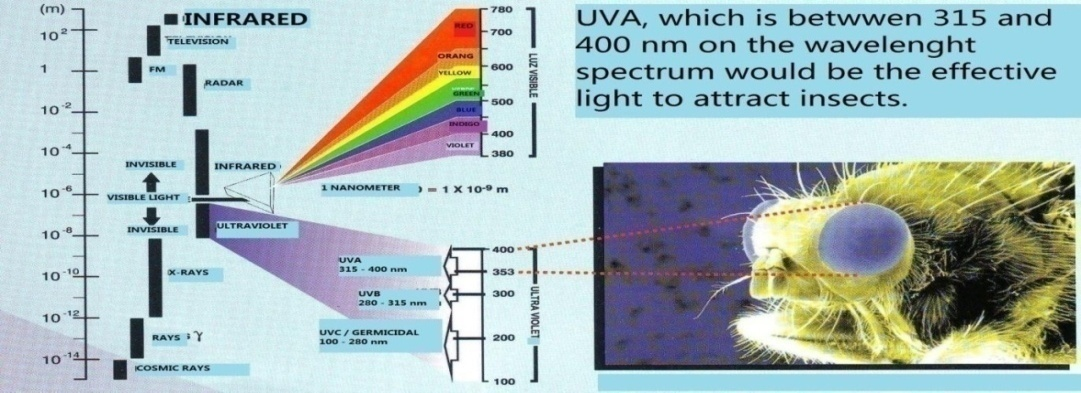 (m)
10²
1
10⁻²
10⁻⁴
10⁻⁶
10⁻⁸
10⁻¹⁰
10⁻¹²
10⁻¹⁴
INFRARED
TELEVISION
FM
RADAR
INVISIBLE
INFRARED
VISIBLE LIGHT
INVISIBLE
ULTRAVIOLET
X-RAYS
RAYS γ
COSMIC RAYS
RED
ORANG
YELLOW
GREEN
BLUE
INDIGO
VIOLET
780
700
600
500
400
380
LUZ VISIBLE
1 NANOMETER = 1 X 10⁻⁹ m
UVA
315 - 400 nm
UVB
280 - 315 nm
UVC / GERMICIDAL
100 - 280 nm
400
353
300
200
100
ULTRA VIOLET
UVA, which is betwwen 315 and
400 nm on the wavelenght
spectrum would be the effective
light to attract insects.